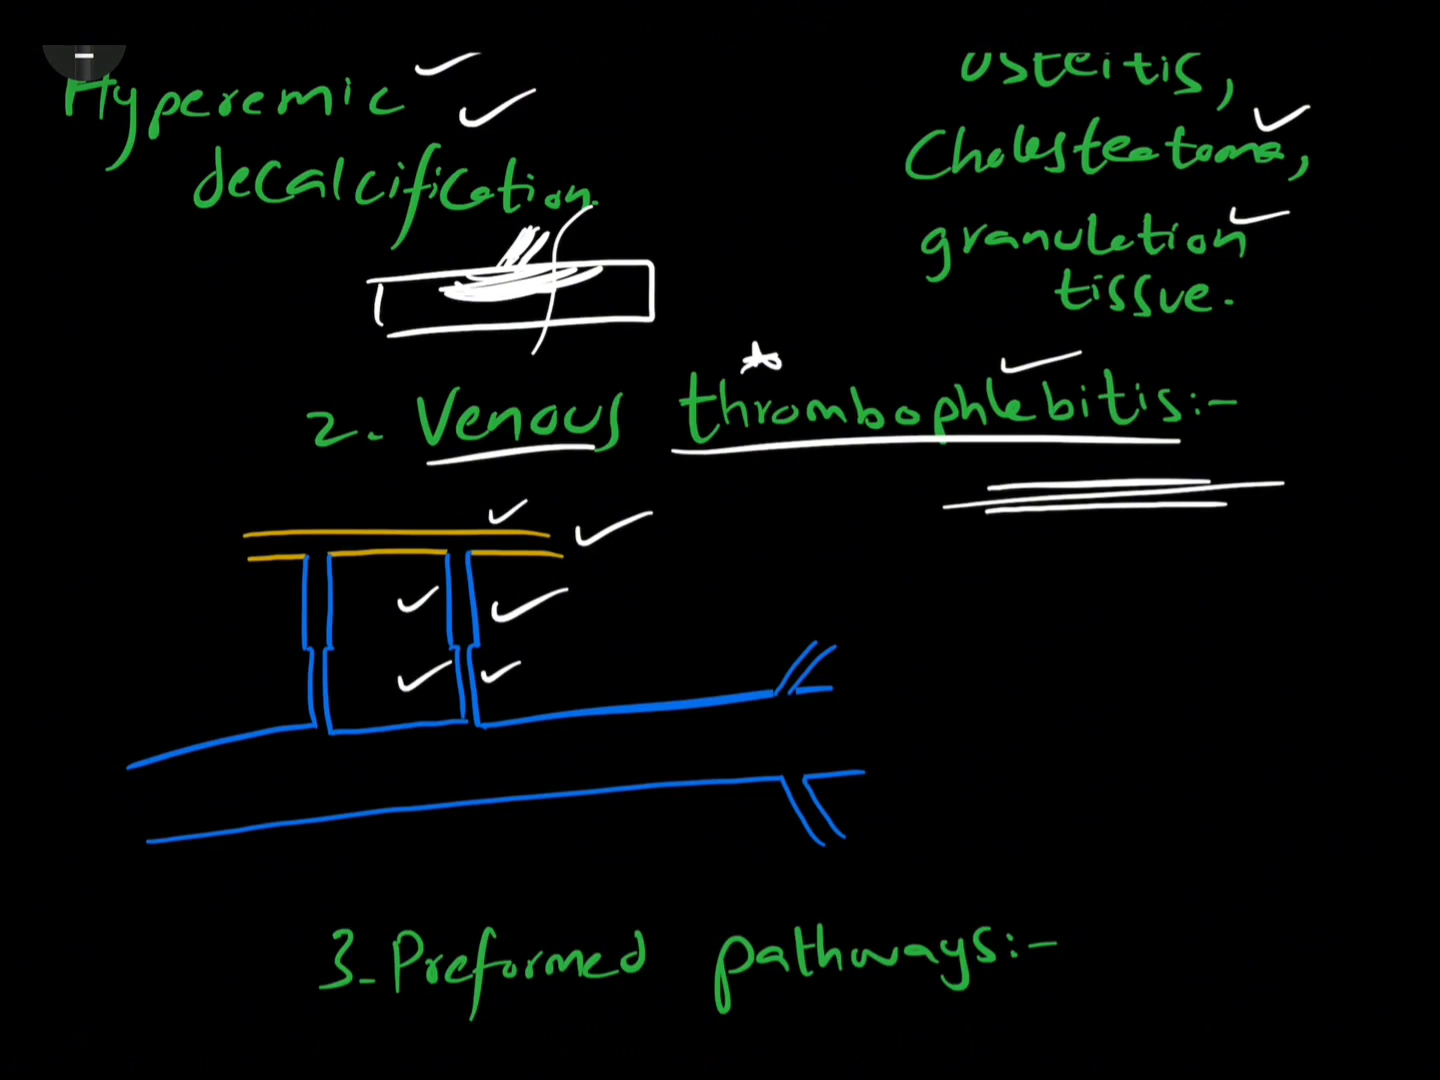 Hyperemic
decalcification.
osteitis,
Cholesteatoma,
granulation
tissue.
2. Venous thrombophlebitis:-
3. Preformed pathways:-